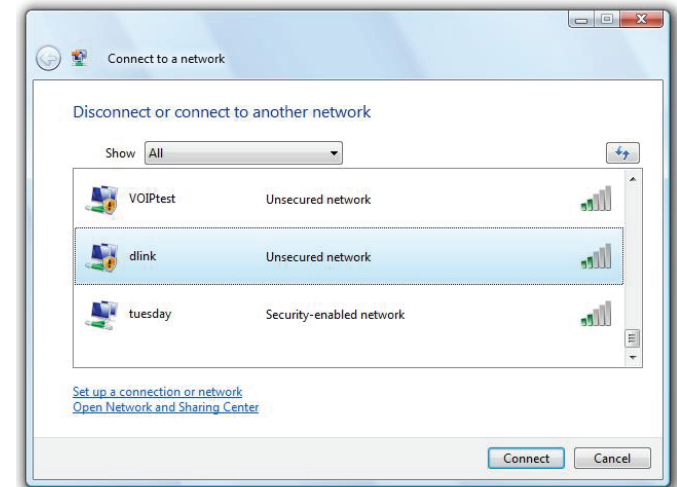 Connect to a network
Disconnect or connect to another network
Show All
VOIPtest Unsecured network
dlink Unsecured network
tuesday Security-enabled network
Set up a connection or network
Open Network and Sharing Center
Connect Cancel